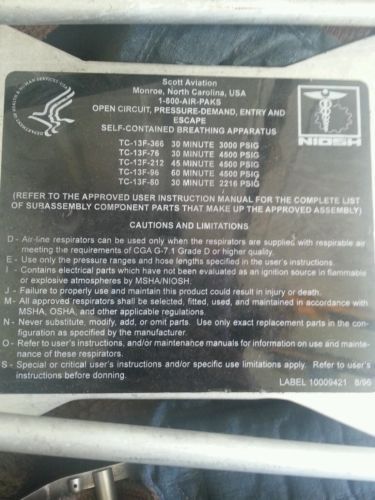 Scott Aviation
Monroe, North Carolina, USA
1-800-AIR-PAKS
OPEN CIRCUIT, PRESSURE-DEMAND, ENTRY AND
ESCAPE
SELF-CONTAINED BREATHING APPARATUS
DEPARTMENT OF HEALTH & HUMAN SERVICES USA
NIOSH
TC-13F-366 30 MINUTE 3000 PSIG
TC-13F-76 30 MINUTE 4500 PSIG
TC-13F-212 45 MINUTE 4500 PSIG
TC-13F-96 60 MINUTE 4500 PSIG
TC-13F-80 30 MINUTE 2216 PSIG
(REFER TO THE APPROVED USER INSTRUCTION MANUAL FOR THE COMPLETE LIST
OF SUBASSEMBLY COMPONENT PARTS THAT MAKE UP THE APPROVED ASSEMBLY)
CAUTIONS AND LIMITATIONS
D - Air-line respirators can be used only when the respirators are supplied with respirable air
meeting the requirements of CGA G-7.1 Grade D or higher quality.
E - Use only the pressure ranges and hose lengths specified in the user's instructions.
I - Contains electrical parts which have not been evaluated as an ignition source in flammable
or explosive atmospheres by MSHA/NIOSH.
J - Failure to properly use and maintain this product could result in injury or death.
M - All approved respirators shall be selected, fitted, used, and maintained in accordance with
MSHA, OSHA, and other applicable regulations.
N - Never substitute, modify, add, or omit parts. Use only exact replacement parts in the con-
figuration as specified by the manufacturer.
O - Refer to user's instructions, and/or maintenance manuals for information on use and mainte-
nance of these respirators.
S - Special or critical user's instructions and/or specific use limitations apply. Refer to user's
instructions before donning.
LABEL 10009421 8/96